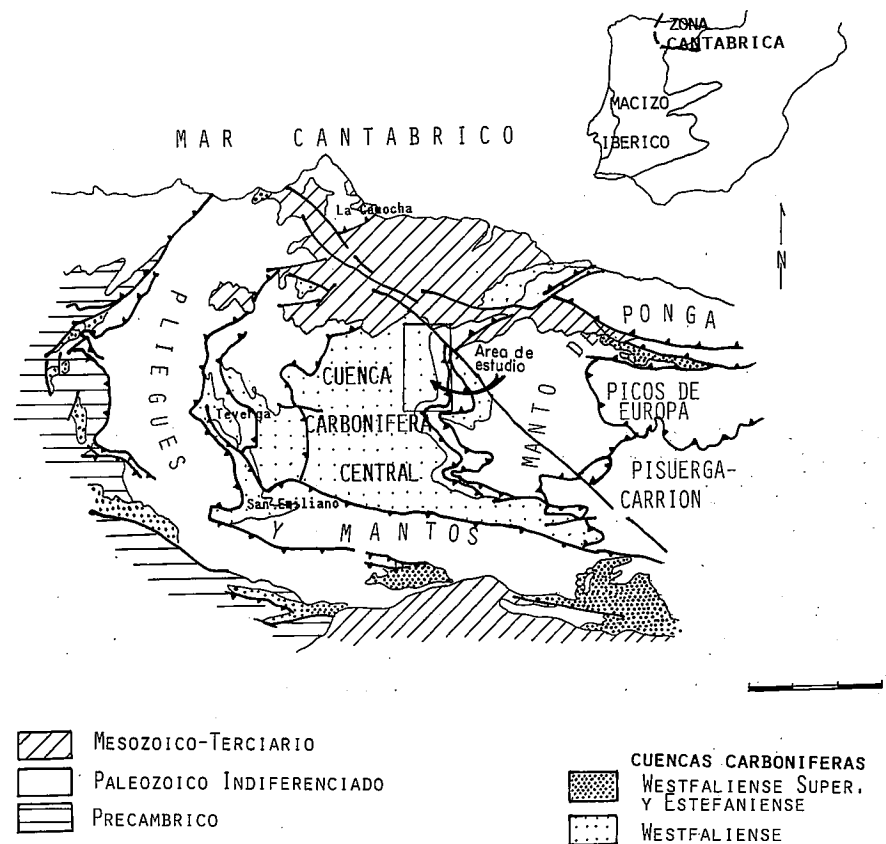 ZONA
CANTABRICA
MACIZO
IBERICO
MAR CANTABRICO
La Camocha
N
PLIEGUES
PONGA
Area de
estudio
CUENCA
MANTO D
PICOS DE
EUROPA
Teverga
CARBONIFERA
PISUERGA-
CARRION
CENTRAL
San Emiliano
Y MANTOS
MESOZOICO-TERCIARIO
PALEOZOICO INDIFERENCIADO
PRECAMBRICO
CUENCAS CARBONIFERAS
WESTFALIENSE SUPER.
Y ESTEFANIENSE
WESTFALIENSE